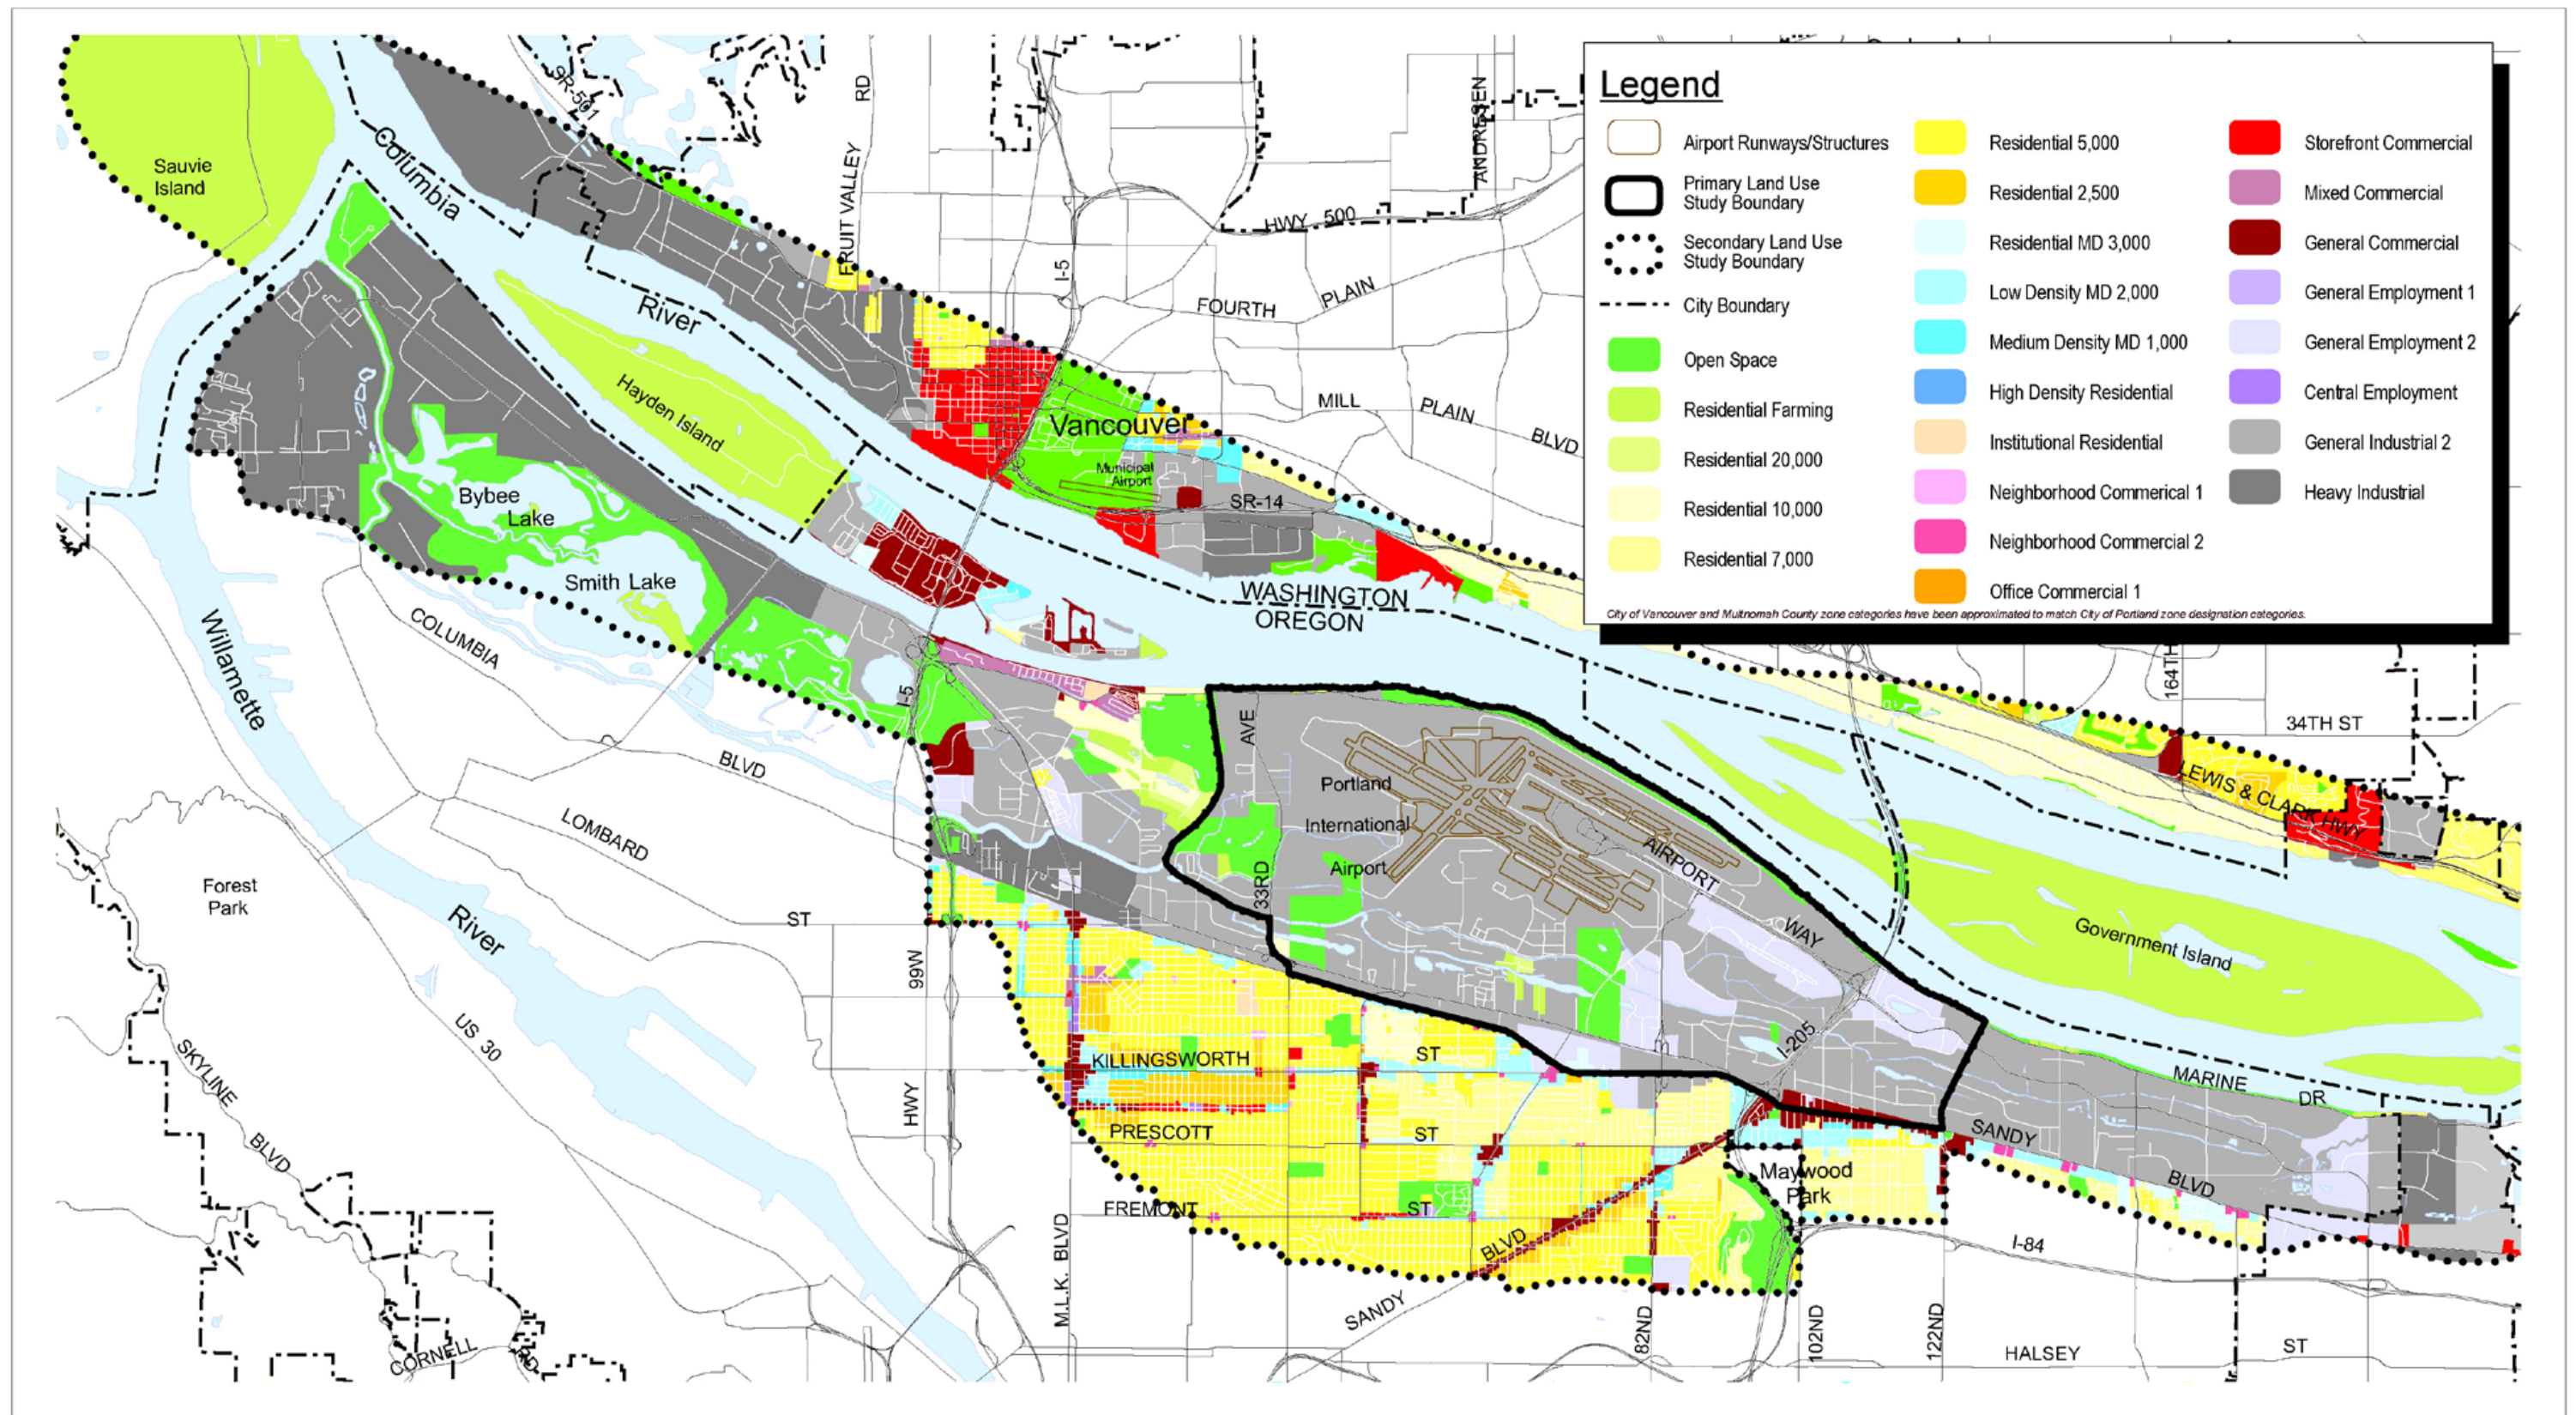 Legend
Airport Runways/Structures
Primary Land Use
Study Boundary
Secondary Land Use
Study Boundary
City Boundary
Open Space
Residential Farming
Residential 20,000
Residential 10,000
Residential 7,000
Residential 5,000
Residential 2,500
Residential MD 3,000
Low Density MD 2,000
Medium Density MD 1,000
High Density Residential
Institutional Residential
Neighborhood Commerical 1
Neighborhood Commercial 2
Office Commercial 1
Storefront Commercial
Mixed Commercial
General Commercial
General Employment 1
General Employment 2
Central Employment
General Industrial 2
Heavy Industrial
City of Vancouver and Multnomah County zone categories have been approximated to match City of Portland zone designation categories.
SR-501
RD
FRUIT VALLEY
ANDRESEN
Sauvie
Island
Columbia
River
HWY 500
I-5
FOURTH
PLAIN
Hayden Island
MILL
PLAIN
BLVD
Vancouver
Municipal
Airport
SR-14
Bybee
Lake
Smith Lake
WASHINGTON
OREGON
COLUMBIA
BLVD
Willamette
River
I-5
164TH
34TH ST
LEWIS & CLARK HWY
AVE
33RD
Portland
International
Airport
AIRPORT
WAY
LOMBARD
ST
Forest
Park
Government Island
99W
HWY
US 30
SKYLINE
BLVD
KILLINGSWORTH
ST
I-205
MARINE
DR
PRESCOTT
ST
SANDY
BLVD
Maywood
Park
FREMONT
ST
BLVD
SANDY
M.L.K. BLVD
I-84
82ND
102ND
122ND
HALSEY
ST
CORNELL
RD